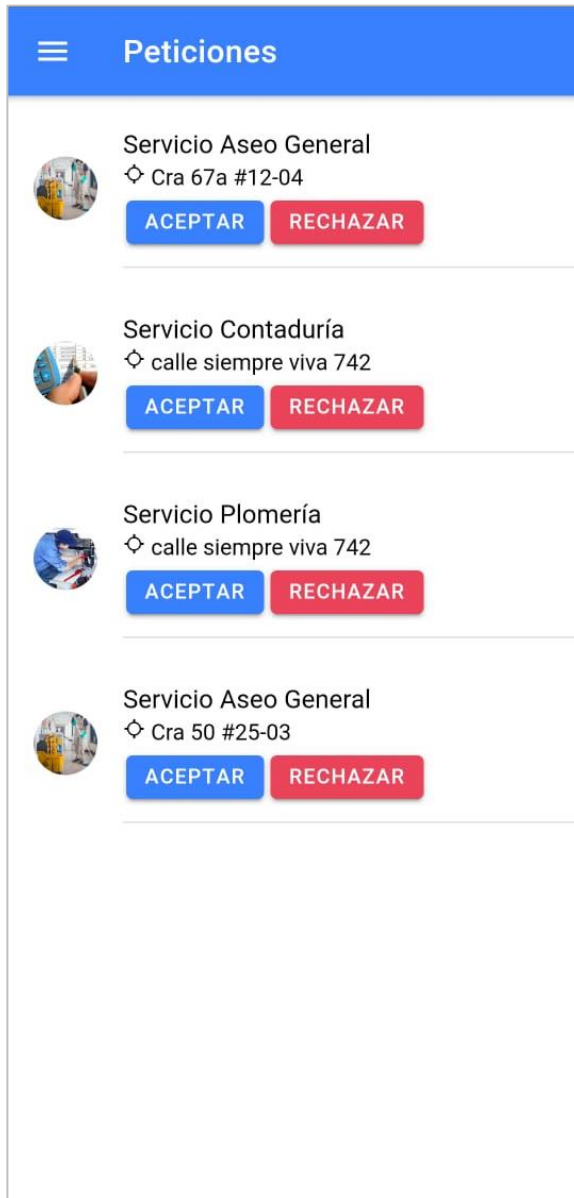 Peticiones
Servicio Aseo General
Cra 67a #12-04
ACEPTAR RECHAZAR
Servicio Contaduría
calle siempre viva 742
ACEPTAR RECHAZAR
Servicio Plomería
calle siempre viva 742
ACEPTAR RECHAZAR
Servicio Aseo General
Cra 50 #25-03
ACEPTAR RECHAZAR